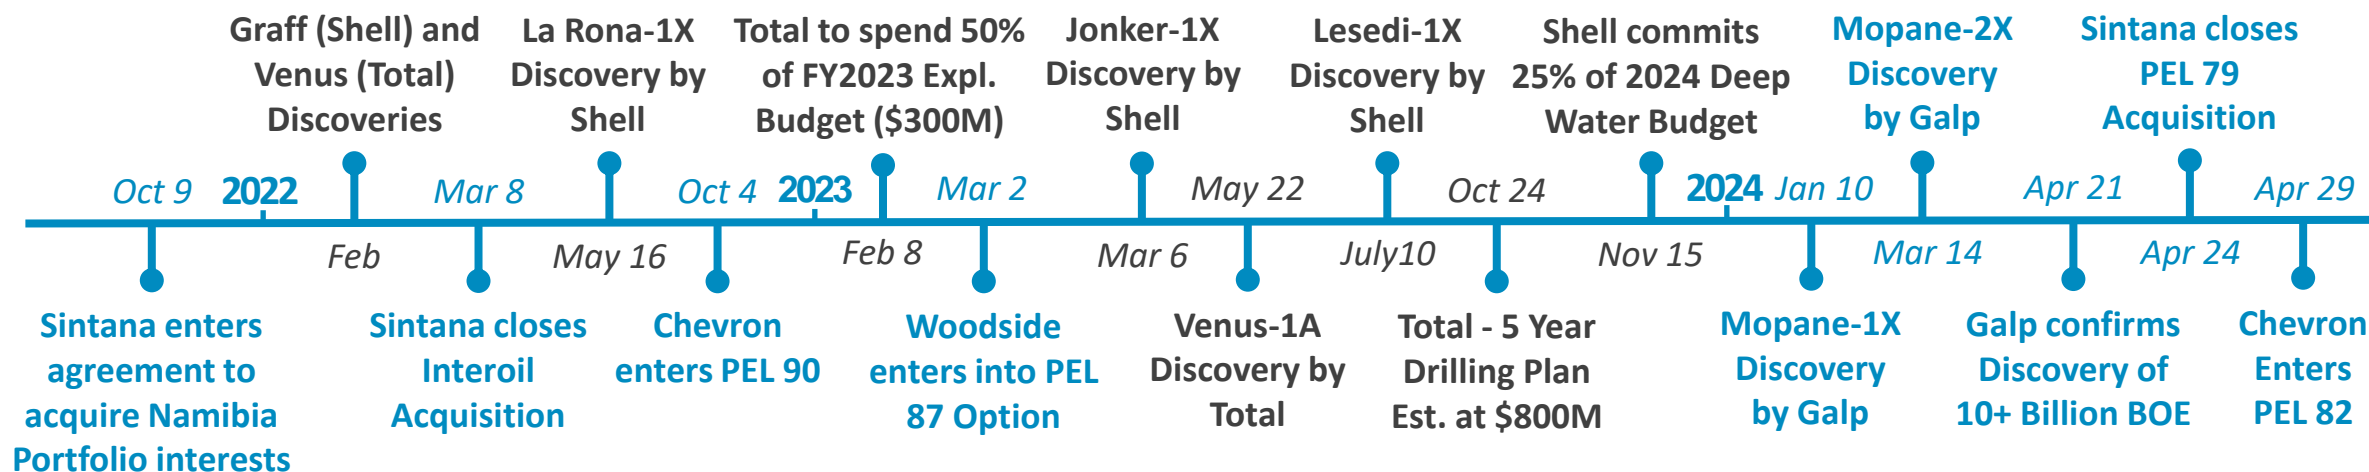 Graff (Shell) and
Venus (Total)
Discoveries
La Rona-1X
Discovery by
Shell
Total to spend 50%
of FY2023 Expl.
Budget ($300M)
Jonker-1X
Discovery by
Shell
Lesedi-1X
Discovery by
Shell
Shell commits
25% of 2024 Deep
Water Budget
Mopane-2X
Discovery
by Galp
Sintana closes
PEL 79
Acquisition
Oct 9
2022
Mar 8
Oct 4
2023
Mar 2
May 22
Oct 24
2024
Jan 10
Apr 21
Apr 29
Feb
May 16
Feb 8
Mar 6
July10
Nov 15
Mar 14
Apr 24
Sintana enters
agreement to
acquire Namibia
Portfolio interests
Sintana closes
Interoil
Acquisition
Chevron
enters PEL 90
Woodside
enters into PEL
87 Option
Venus-1A
Discovery by
Total
Total - 5 Year
Drilling Plan
Est. at $800M
Mopane-1X
Discovery
by Galp
Galp confirms
Discovery of
10+ Billion BOE
Chevron
Enters
PEL 82